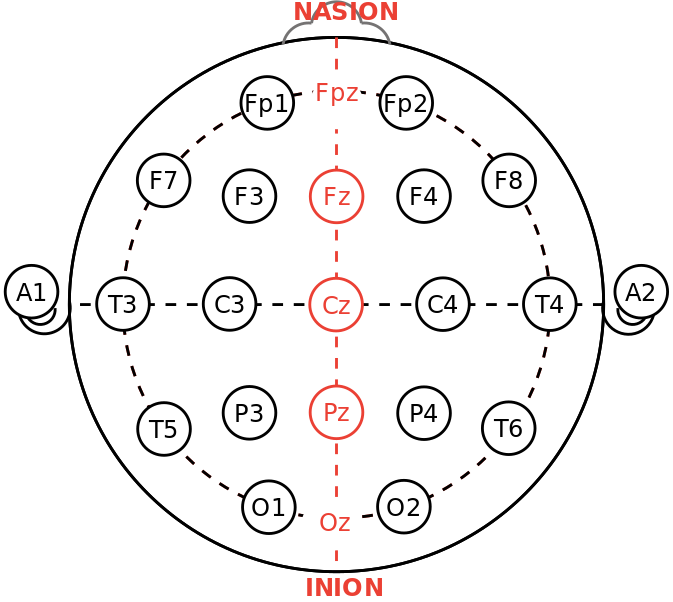 NASION
Fp1 Fpz Fp2
F7 F3 Fz F4 F8
A1 T3 C3 Cz C4 T4 A2
T5 P3 Pz P4 T6
O1 Oz O2
INION